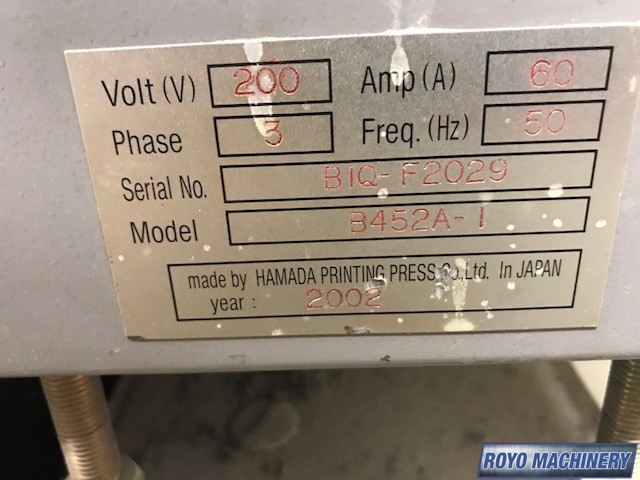 Volt (V) 200 Amp (A) 60
Phase 3 Freq. (Hz) 50
Serial No. BIQ-F2029
Model B452A-1
made by HAMADA PRINTING PRESS Co., Ltd. In JAPAN
year : 2002
ROYO MACHINERY